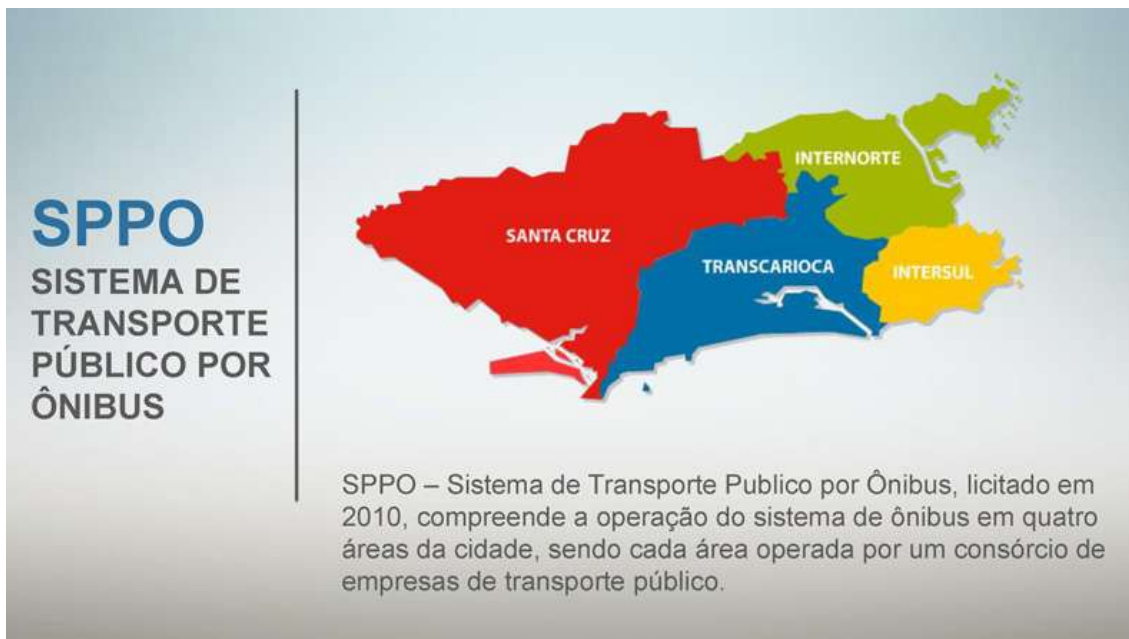 SPPO
SISTEMA DE
TRANSPORTE
PÚBLICO POR
ÔNIBUS
INTERNORTE
SANTA CRUZ
TRANSCARIOCA
INTERSUL
SPPO – Sistema de Transporte Publico por Ônibus, licitado em
2010, compreende a operação do sistema de ônibus em quatro
áreas da cidade, sendo cada área operada por um consórcio de
empresas de transporte público.